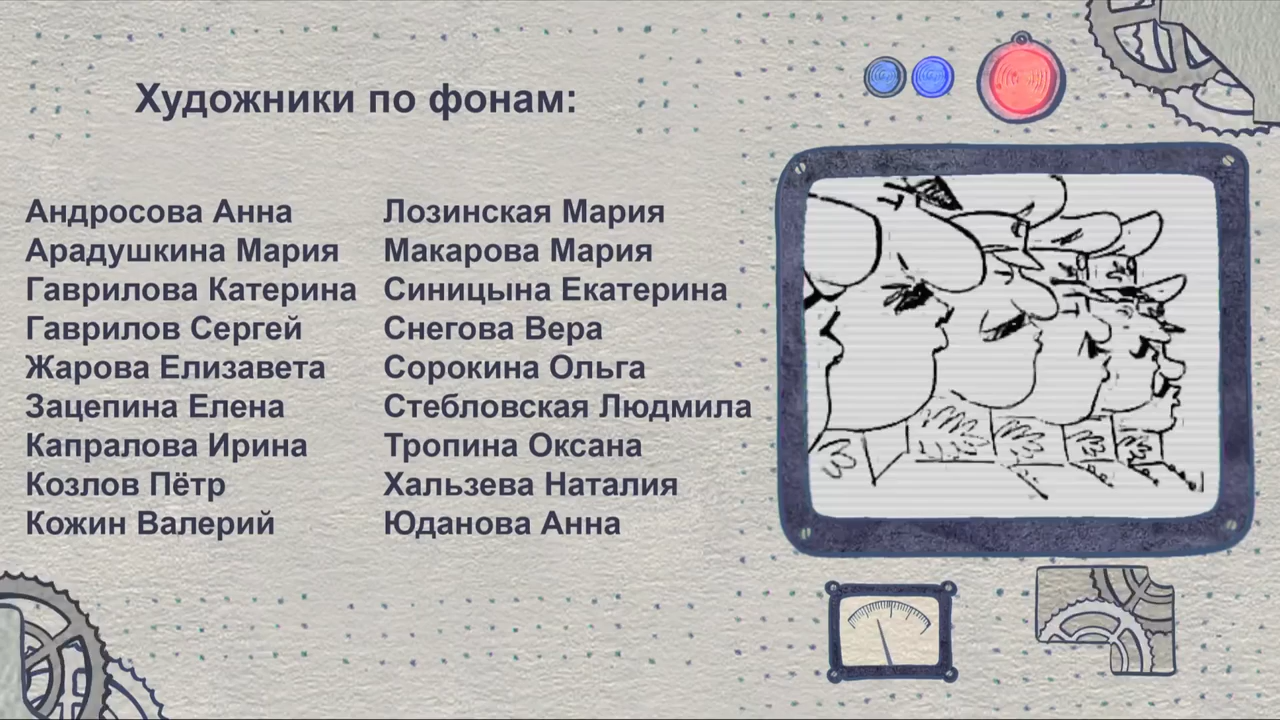 Художники по фонам:
Андросова Анна
Арадушкина Мария
Гаврилова Катерина
Гаврилов Сергей
Жарова Елизавета
Зацепина Елена
Капралова Ирина
Козлов Пётр
Кожин Валерий
Лозинская Мария
Макарова Мария
Синицына Екатерина
Снегова Вера
Сорокина Ольга
Стебловская Людмила
Тропина Оксана
Хальзева Наталия
Юданова Анна